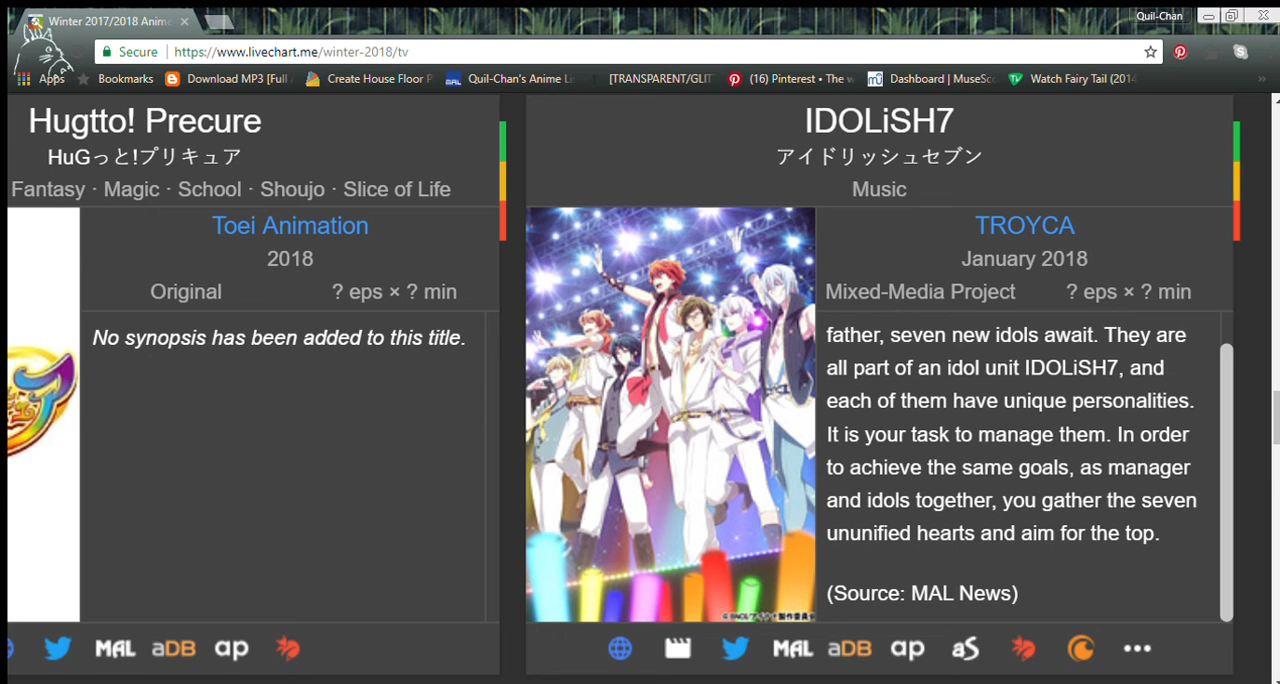 Winter 2017/2018 Anime
Quil-Chan
Secure
https://www.livechart.me/winter-2018/tv
Apps
Bookmarks
Download MP3 [Full
Create House Floor P
Quil-Chan's Anime Li
[TRANSPARENT/GLIT
(16) Pinterest • The w
Dashboard | MuseSco
Watch Fairy Tail (2014
Hugtto! Precure
HuGっと!プリキュア
Fantasy · Magic · School · Shoujo · Slice of Life
Toei Animation
2018
Original
? eps × ? min
No synopsis has been added to this title.
MAL
aDB
ap
IDOLiSH7
アイドリッシュセブン
Music
TROYCA
January 2018
Mixed-Media Project
? eps × ? min
father, seven new idols await. They are
all part of an idol unit IDOLiSH7, and
each of them have unique personalities.
It is your task to manage them. In order
to achieve the same goals, as manager
and idols together, you gather the seven
ununified hearts and aim for the top.
(Source: MAL News)
MAL
aDB
ap
aS